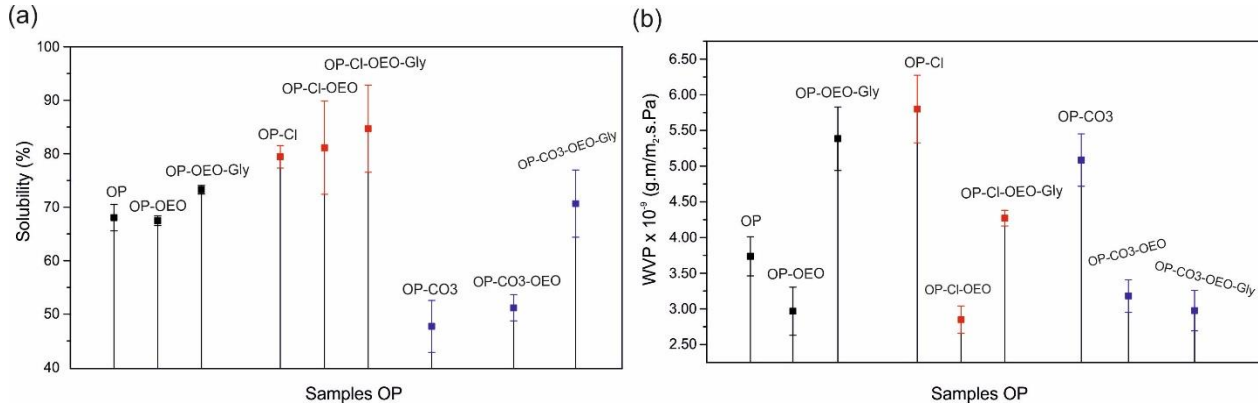 (a)
100
90
80
70
60
50
40
Solubility (%)
OP
OP-OEO
OP-OEO-Gly
OP-Cl
OP-Cl-OEO
OP-Cl-OEO-Gly
OP-CO3
OP-CO3-OEO
OP-CO3-OEO-Gly
Samples OP
(b)
6.50
6.00
5.50
5.00
4.50
4.00
3.50
3.00
2.50
WVP x 10⁻⁹ (g.m/m₂.s.Pa)
OP
OP-OEO
OP-OEO-Gly
OP-Cl
OP-Cl-OEO
OP-Cl-OEO-Gly
OP-CO3
OP-CO3-OEO
OP-CO3-OEO-Gly
Samples OP